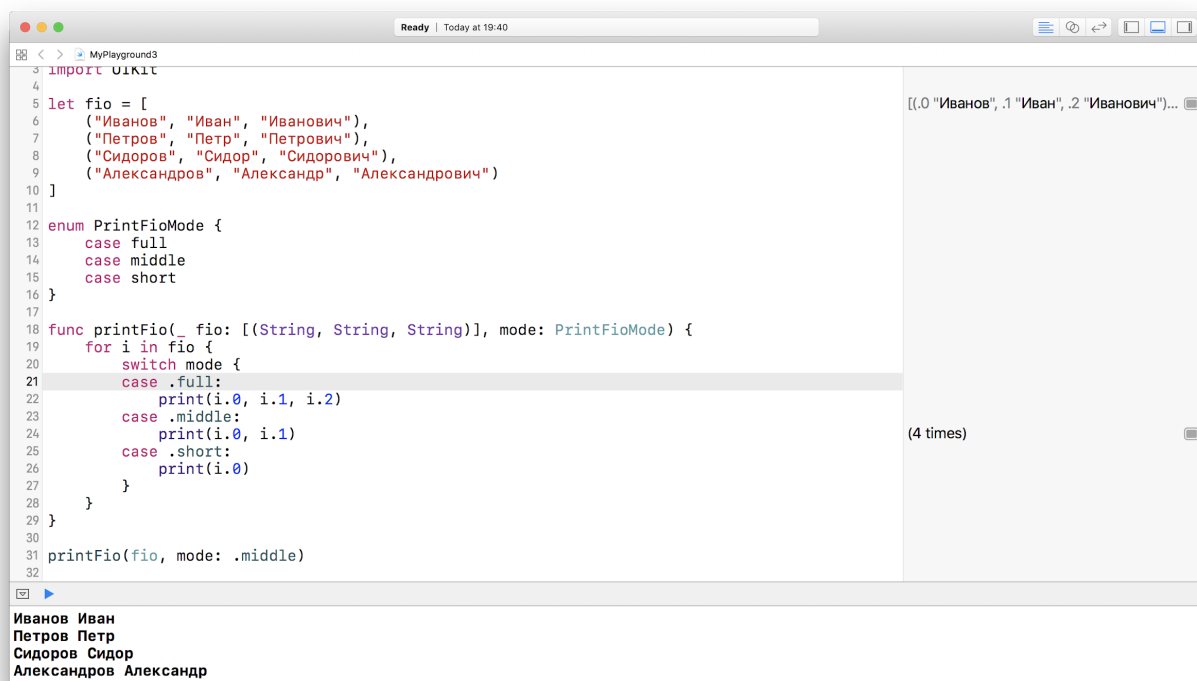 Ready | Today at 19:40
MyPlayground3
3 import UIKit
4
5 let fio = [
[(.0 "Иванов", .1 "Иван", .2 "Иванович")...
6     ("Иванов", "Иван", "Иванович"),
7     ("Петров", "Петр", "Петрович"),
8     ("Сидоров", "Сидор", "Сидорович"),
9     ("Александров", "Александр", "Александрович")
10 ]
11
12 enum PrintFioMode {
13     case full
14     case middle
15     case short
16 }
17
18 func printFio(_ fio: [(String, String, String)], mode: PrintFioMode) {
19     for i in fio {
20         switch mode {
21         case .full:
22             print(i.0, i.1, i.2)
23         case .middle:
24             print(i.0, i.1)
(4 times)
25         case .short:
26             print(i.0)
27         }
28     }
29 }
30
31 printFio(fio, mode: .middle)
32
Иванов Иван
Петров Петр
Сидоров Сидор
Александров Александр